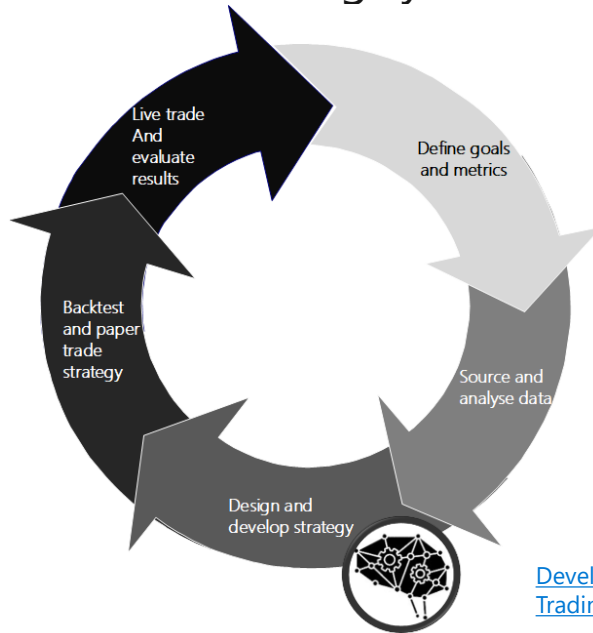 Live trade
And
evaluate
results
Define goals
and metrics
Backtest
and paper
trade
strategy
Source and
analyse data
Design and
develop strategy